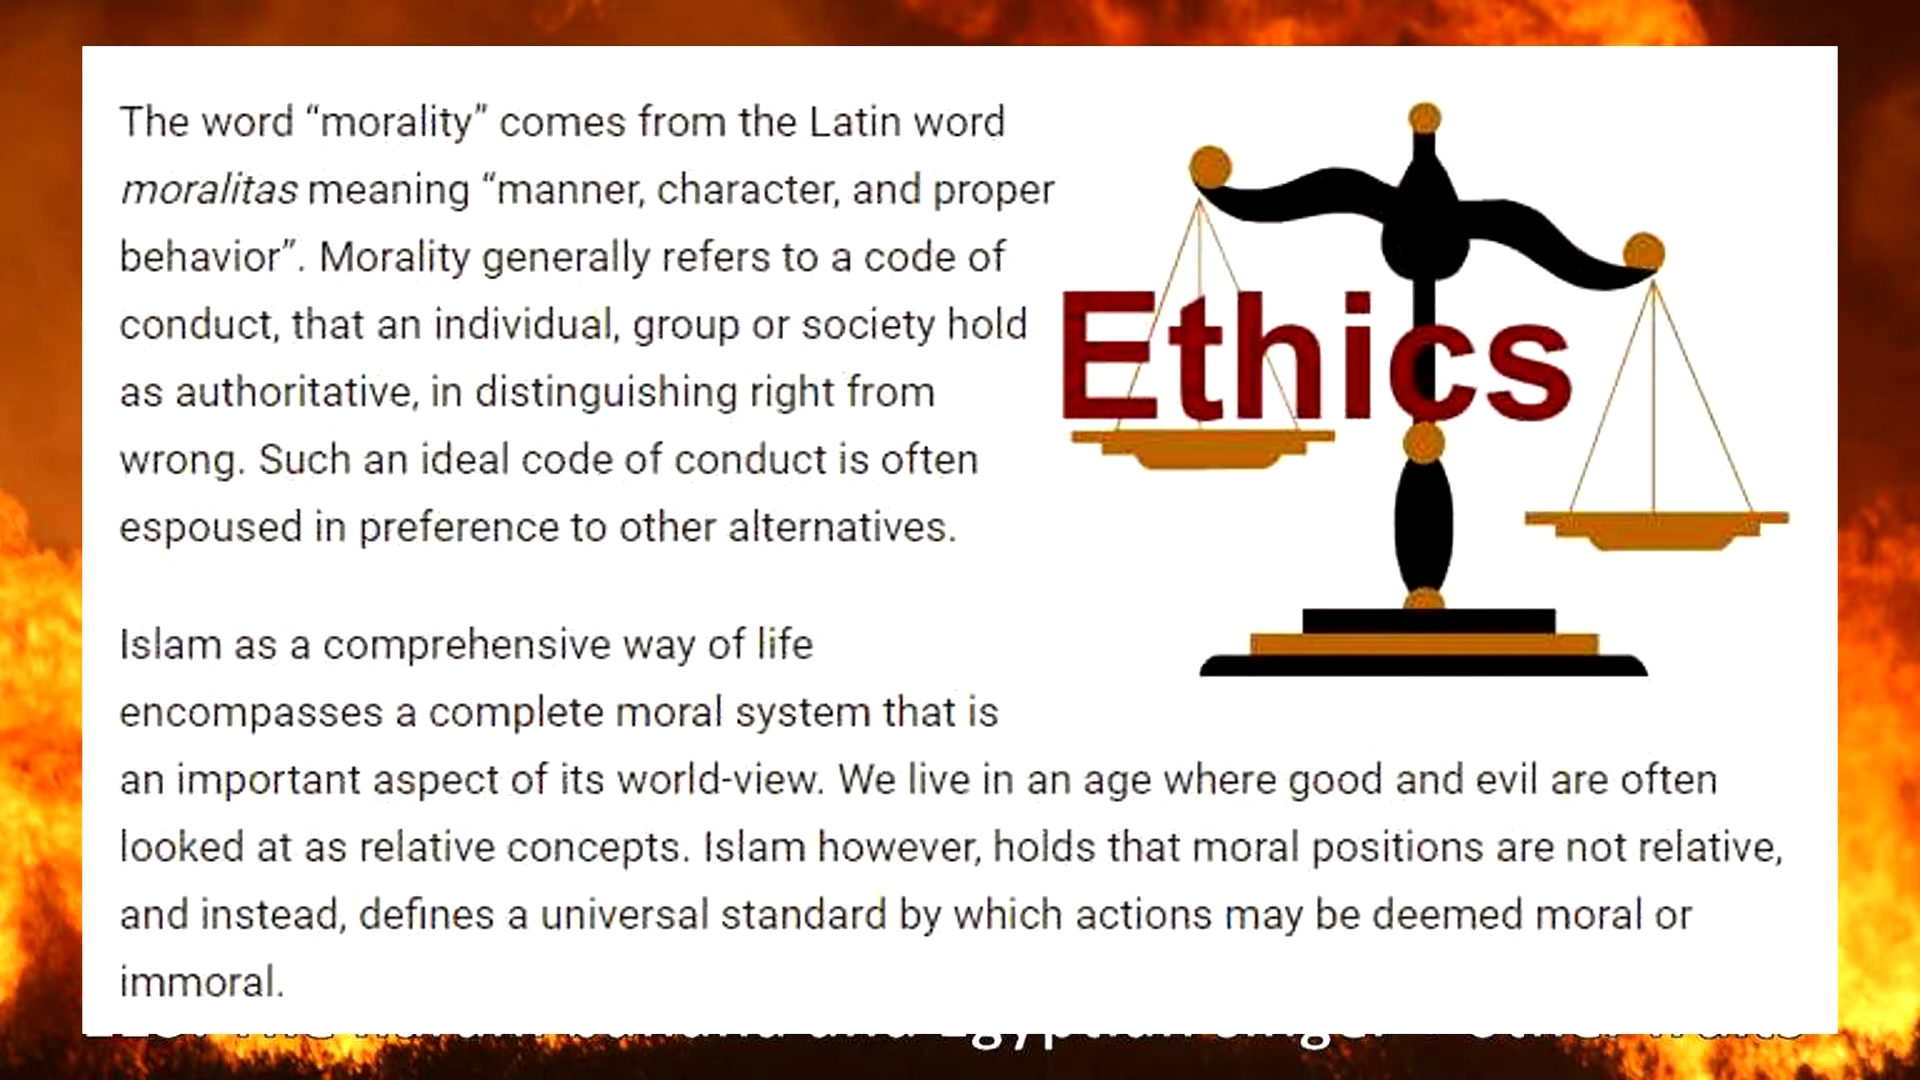 The word “morality” comes from the Latin word
moralitas meaning “manner, character, and proper
behavior”. Morality generally refers to a code of
conduct, that an individual, group or society hold
as authoritative, in distinguishing right from
wrong. Such an ideal code of conduct is often
espoused in preference to other alternatives.
Ethics
Islam as a comprehensive way of life
encompasses a complete moral system that is
an important aspect of its world-view. We live in an age where good and evil are often
looked at as relative concepts. Islam however, holds that moral positions are not relative,
and instead, defines a universal standard by which actions may be deemed moral or
immoral.